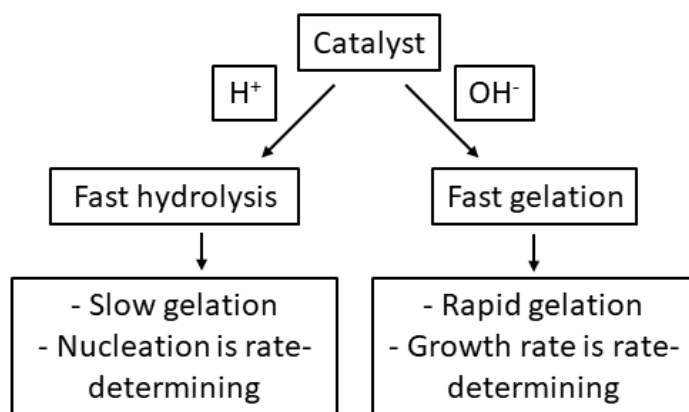 Catalyst
H⁺
OH⁻
Fast hydrolysis
Fast gelation
- Slow gelation
- Nucleation is rate-
determining
- Rapid gelation
- Growth rate is rate-
determining